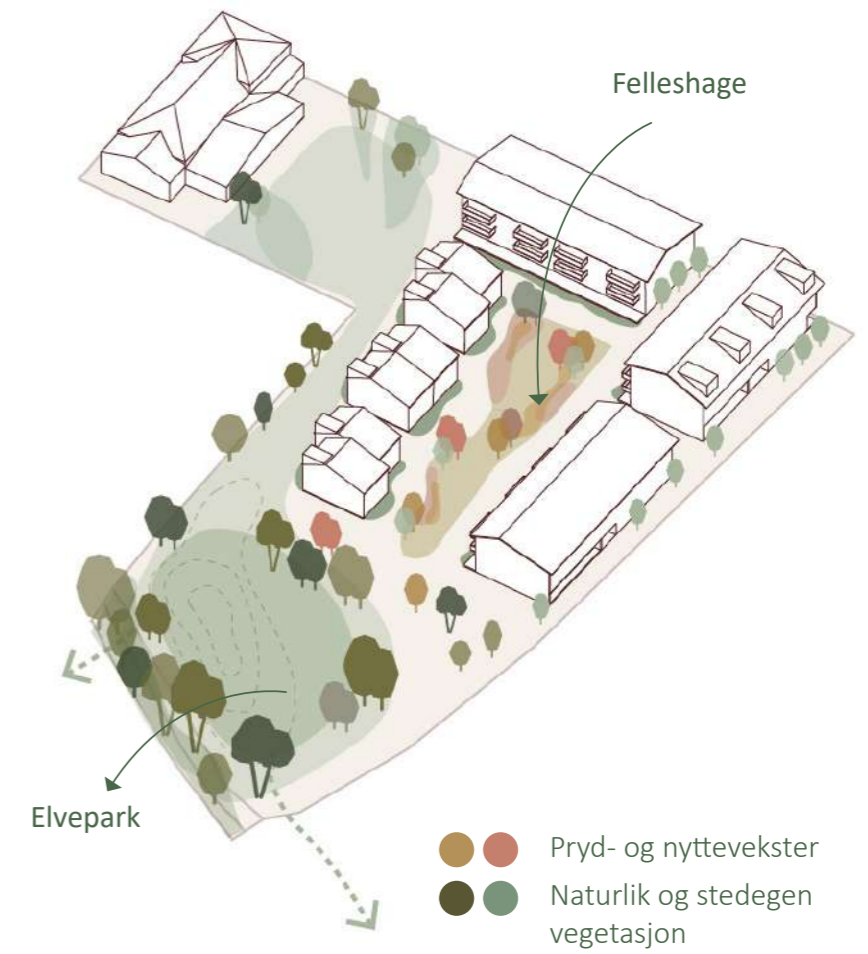 Felleshage
Elvepark
Pryd- og nyttevekster
Naturlik og stedegen
vegetasjon